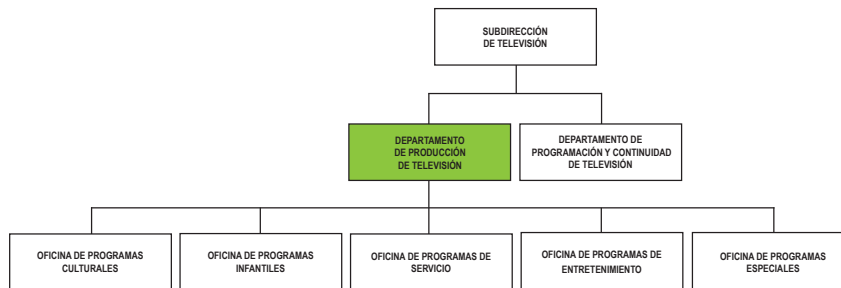 SUBDIRECCIÓN
DE TELEVISIÓN
DEPARTAMENTO
DE PRODUCCIÓN
DE TELEVISIÓN
DEPARTAMENTO DE
PROGRAMACIÓN Y CONTINUIDAD
DE TELEVISIÓN
OFICINA DE PROGRAMAS
CULTURALES
OFICINA DE PROGRAMAS
INFANTILES
OFICINA DE PROGRAMAS DE
SERVICIO
OFICINA DE PROGRAMAS DE
ENTRETENIMIENTO
OFICINA DE PROGRAMAS
ESPECIALES